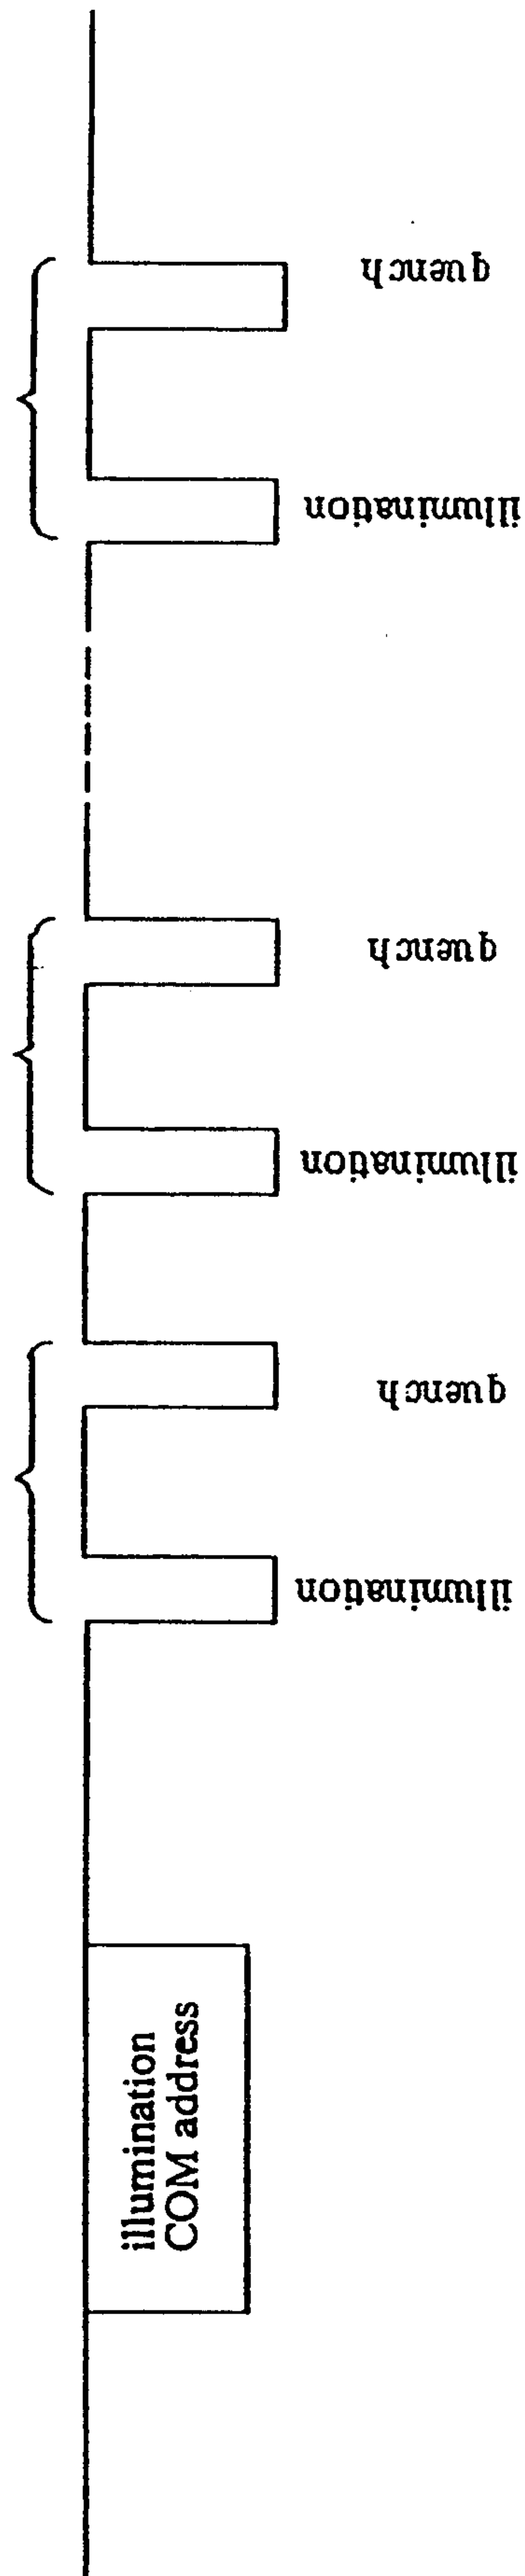 illumination
COM address
illumination
quench
illumination
quench
illumination
quench